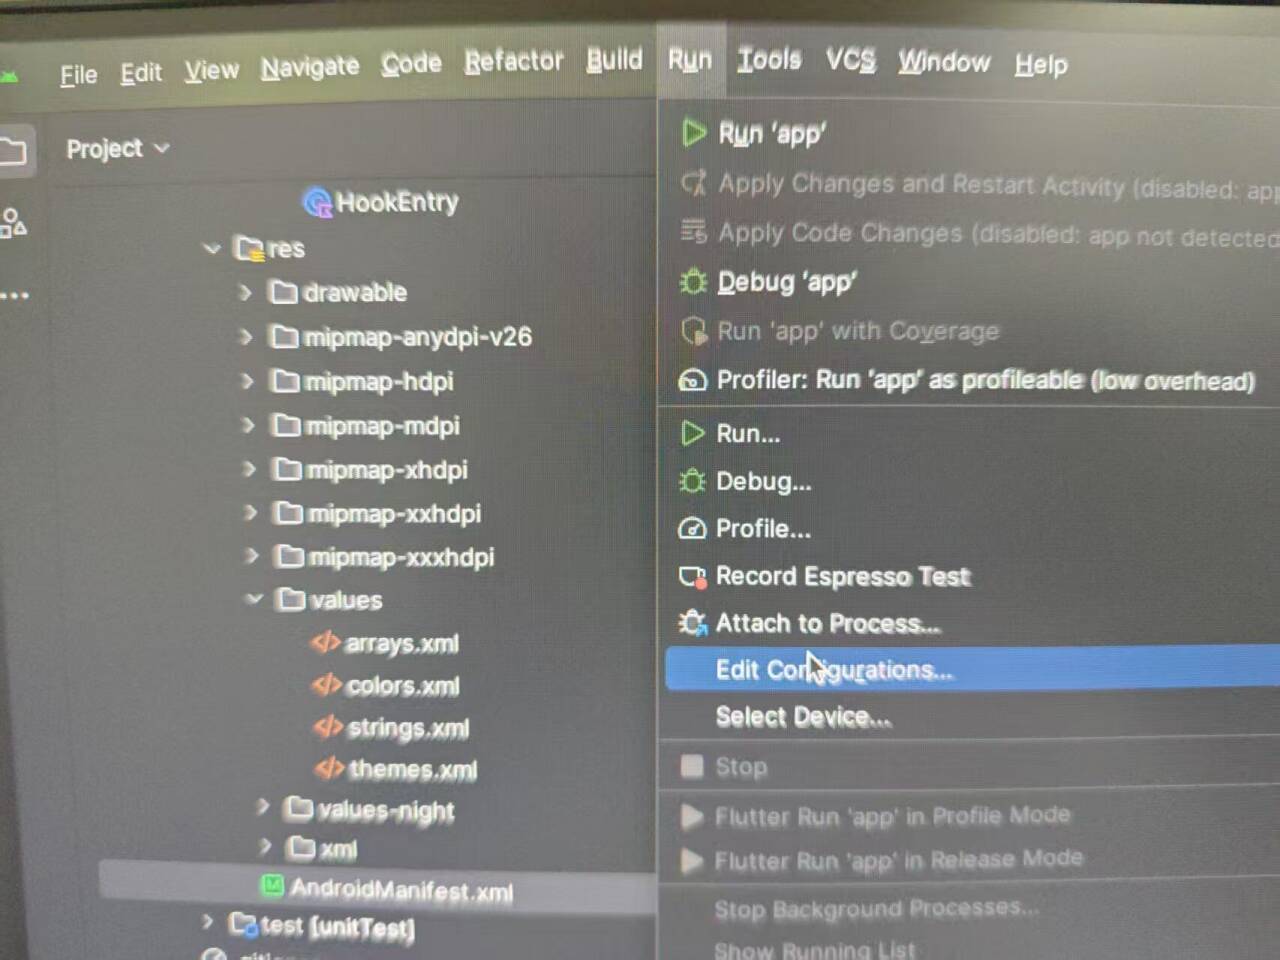 File Edit View Navigate Code Refactor Build Run Tools VCS Window Help
Project
HookEntry
res
drawable
mipmap-anydpi-v26
mipmap-hdpi
mipmap-mdpi
mipmap-xhdpi
mipmap-xxhdpi
mipmap-xxxhdpi
values
arrays.xml
colors.xml
strings.xml
themes.xml
values-night
xml
AndroidManifest.xml
test [unitTest]
Run 'app'
Apply Changes and Restart Activity (disabled: app
Apply Code Changes (disabled: app not detected
Debug 'app'
Run 'app' with Coverage
Profiler: Run 'app' as profileable (low overhead)
Run...
Debug...
Profile...
Record Espresso Test
Attach to Process...
Edit Configurations...
Select Device...
Stop
Flutter Run 'app' in Profile Mode
Flutter Run 'app' in Release Mode
Stop Background Processes...
Show Running List